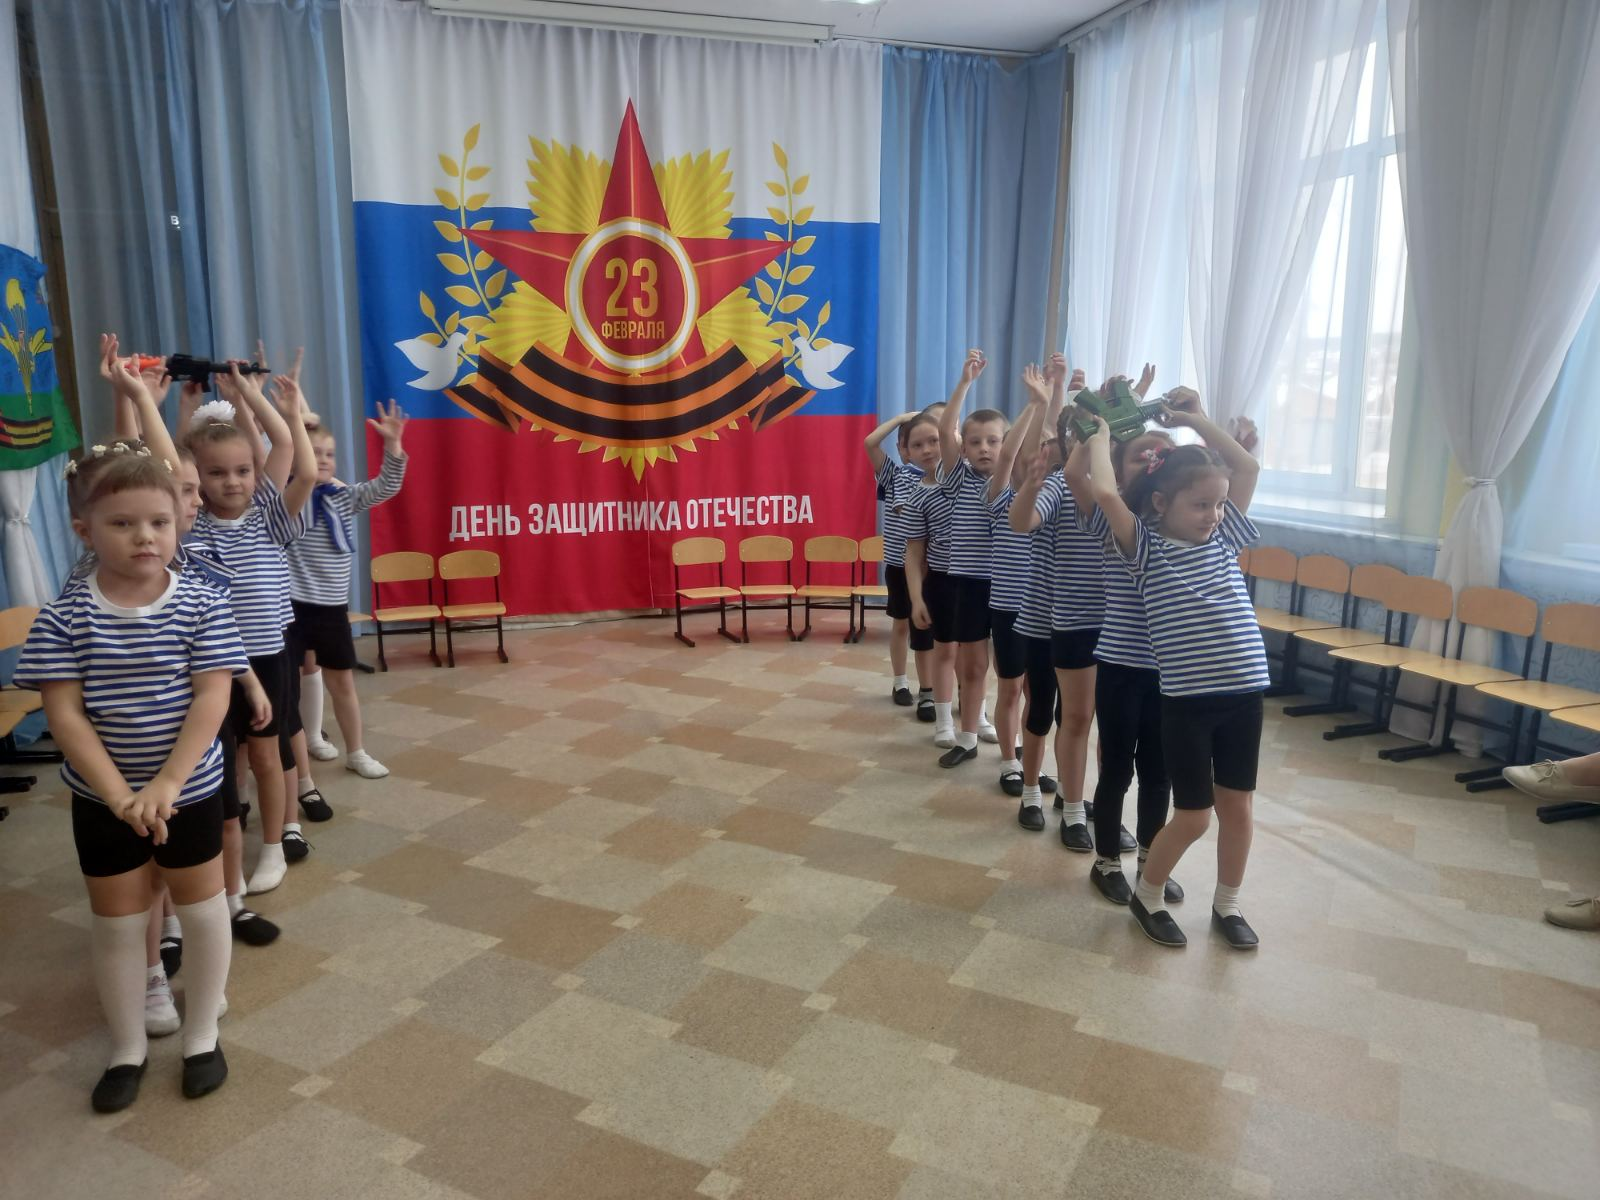 23
ФЕВРАЛЯ
ДЕНЬ ЗАЩИТНИКА ОТЕЧЕСТВА